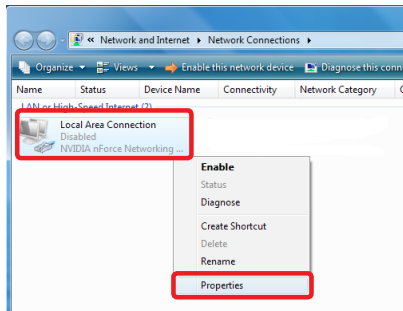 « Network and Internet ▸ Network Connections ▸
Organize ▾ Views ▾ Enable this network device Diagnose this
Name Status Device Name Connectivity Network Category
LAN or High-Speed Internet (2)
Local Area Connection
Disabled
NVIDIA nForce Networking ...
Enable
Status
Diagnose
Create Shortcut
Delete
Rename
Properties